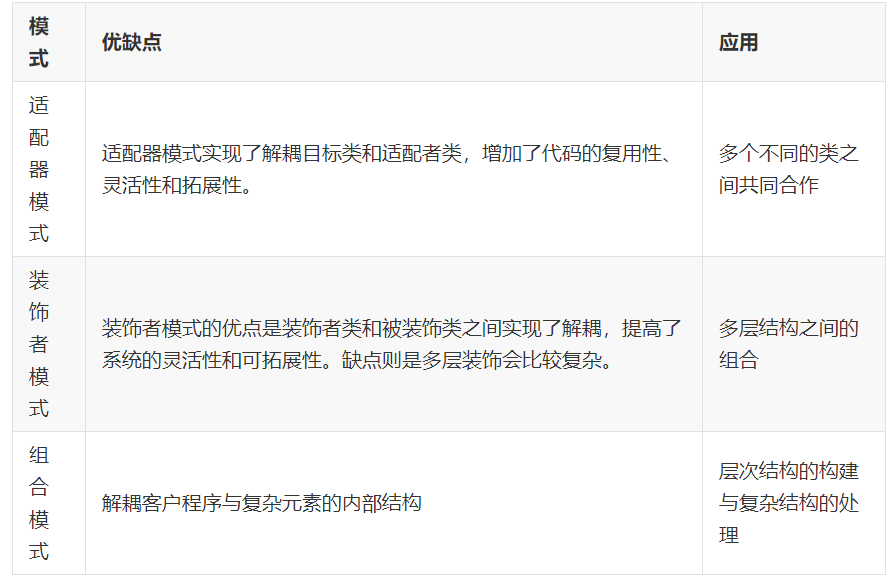 模
式
优缺点
应用
适
配
器
模
式
适配器模式实现了解耦目标类和适配者类，增加了代码的复用性、
灵活性和拓展性。
多个不同的类之
间共同合作
装
饰
者
模
式
装饰者模式的优点是装饰者类和被装饰类之间实现了解耦，提高了
系统的灵活性和可拓展性。缺点则是多层装饰会比较复杂。
多层结构之间的
组合
组
合
模
式
解耦客户程序与复杂元素的内部结构
层次结构的构建
与复杂结构的处
理